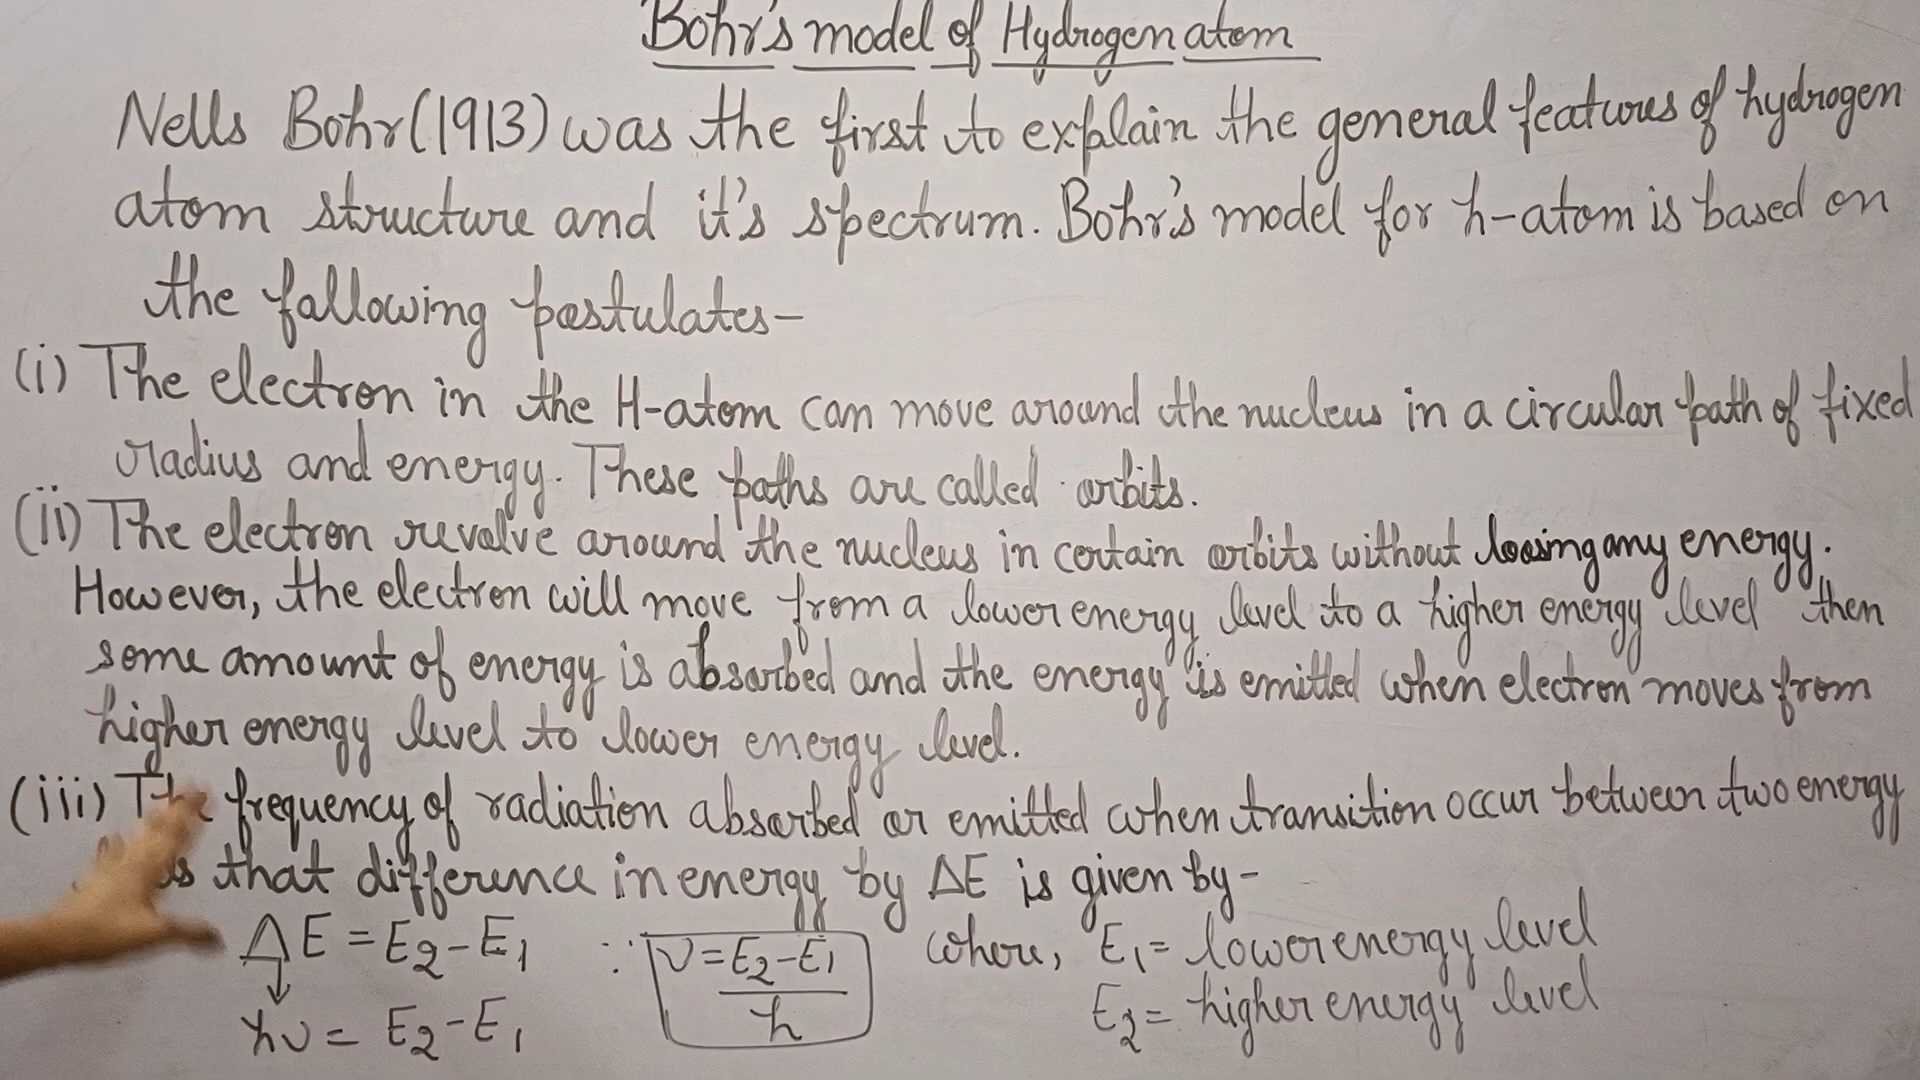 Bohr's model of Hydrogen atom
Nells Bohr (1913) was the first to explain the general features of hydrogen
atom structure and it's spectrum. Bohr's model for h-atom is based on
the following postulates-
(i) The electron in the H-atom can move around the nucleus in a circular path of fixed
radius and energy. These paths are called orbits.
(ii) The electron revolve around the nucleus in certain orbits without loosing any energy.
However, the electron will move from a lower energy level to a higher energy level then
some amount of energy is absorbed and the energy is emitted when electron moves from
higher energy level to lower energy level.
(iii) The frequency of radiation absorbed or emitted when transition occur between two energy
that difference in energy by ΔE is given by-
ΔE = E₂-E₁ ∵ ν = E₂-E₁ / h where, E₁ = lower energy level
↓
hν = E₂-E₁ E₂ = higher energy level